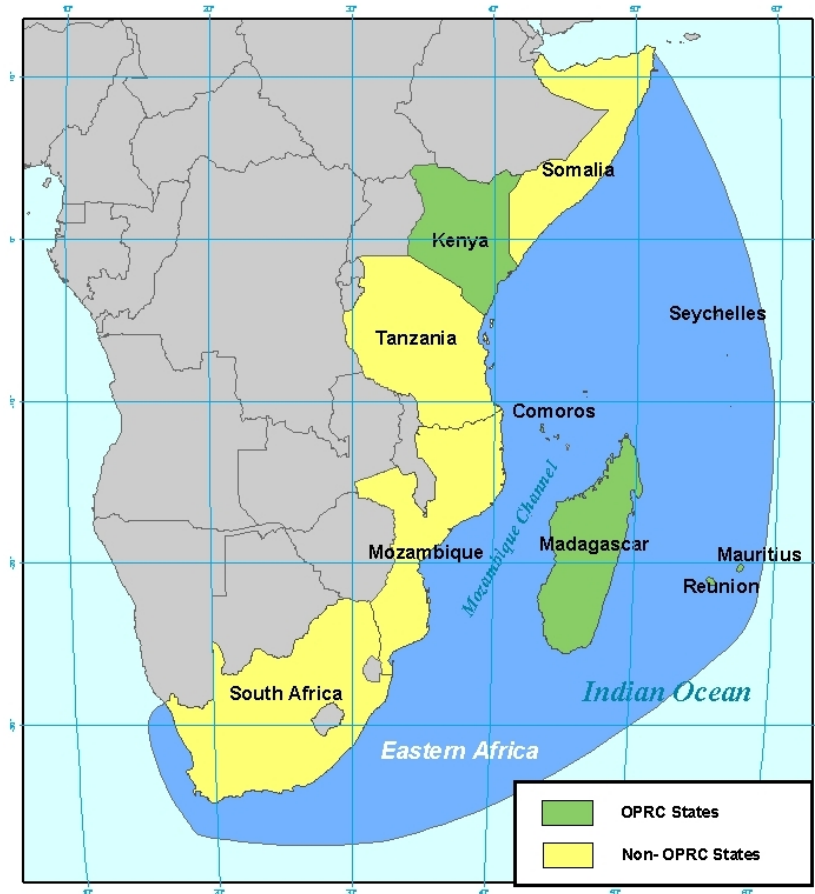 Somalia
Kenya
Seychelles
Tanzania
Comoros
Mozambique Channel
Madagascar
Mozambique
Mauritius
Reunion
South Africa
Indian Ocean
Eastern Africa
OPRC States
Non- OPRC States